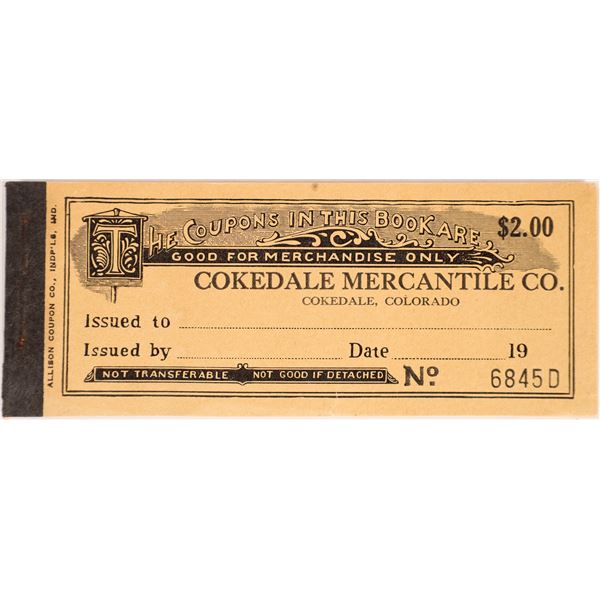 ALLISON COUPON CO., INDP'LS, IND.
THE COUPONS IN THIS BOOK ARE
$2.00
GOOD FOR MERCHANDISE ONLY
COKEDALE MERCANTILE CO.
COKEDALE, COLORADO
Issued to
Issued by Date 19
NOT TRANSFERABLE NOT GOOD IF DETACHED Nº 6845D